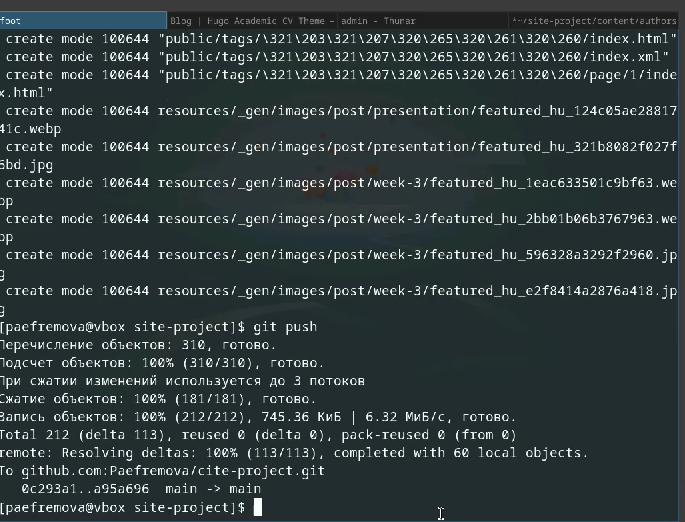 foot
Blog | Hugo Academic CV Theme –
admin - Thunar
*~/site-project/content/authors
create mode 100644 "public/tags/\321\203\321\207\320\265\320\261\320\260/index.html"
create mode 100644 "public/tags/\321\203\321\207\320\265\320\261\320\260/index.xml"
create mode 100644 "public/tags/\321\203\321\207\320\265\320\261\320\260/page/1/inde
x.html"
create mode 100644 resources/_gen/images/post/presentation/featured_hu_124c05ae28817
41c.webp
create mode 100644 resources/_gen/images/post/presentation/featured_hu_321b8082f027f
6bd.jpg
create mode 100644 resources/_gen/images/post/week-3/featured_hu_1eac633501c9bf63.we
bp
create mode 100644 resources/_gen/images/post/week-3/featured_hu_2bb01b06b3767963.we
bp
create mode 100644 resources/_gen/images/post/week-3/featured_hu_596328a3292f2960.jp
g
create mode 100644 resources/_gen/images/post/week-3/featured_hu_e2f8414a2876a418.jp
g
[paefremova@vbox site-project]$ git push
Перечисление объектов: 310, готово.
Подсчет объектов: 100% (310/310), готово.
При сжатии изменений используется до 3 потоков
Сжатие объектов: 100% (181/181), готово.
Запись объектов: 100% (212/212), 745.36 КиБ | 6.32 МиБ/с, готово.
Total 212 (delta 113), reused 0 (delta 0), pack-reused 0 (from 0)
remote: Resolving deltas: 100% (113/113), completed with 60 local objects.
To github.com:Paefremova/cite-project.git
0c293a1..a95a696 main -> main
[paefremova@vbox site-project]$